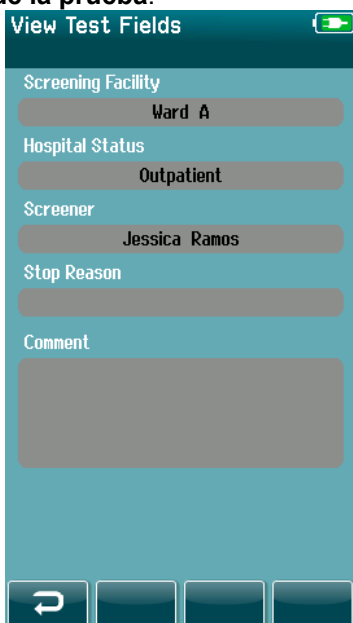 de la prueba.
View Test Fields
Screening Facility
Ward A
Hospital Status
Outpatient
Screener
Jessica Ramos
Stop Reason
Comment